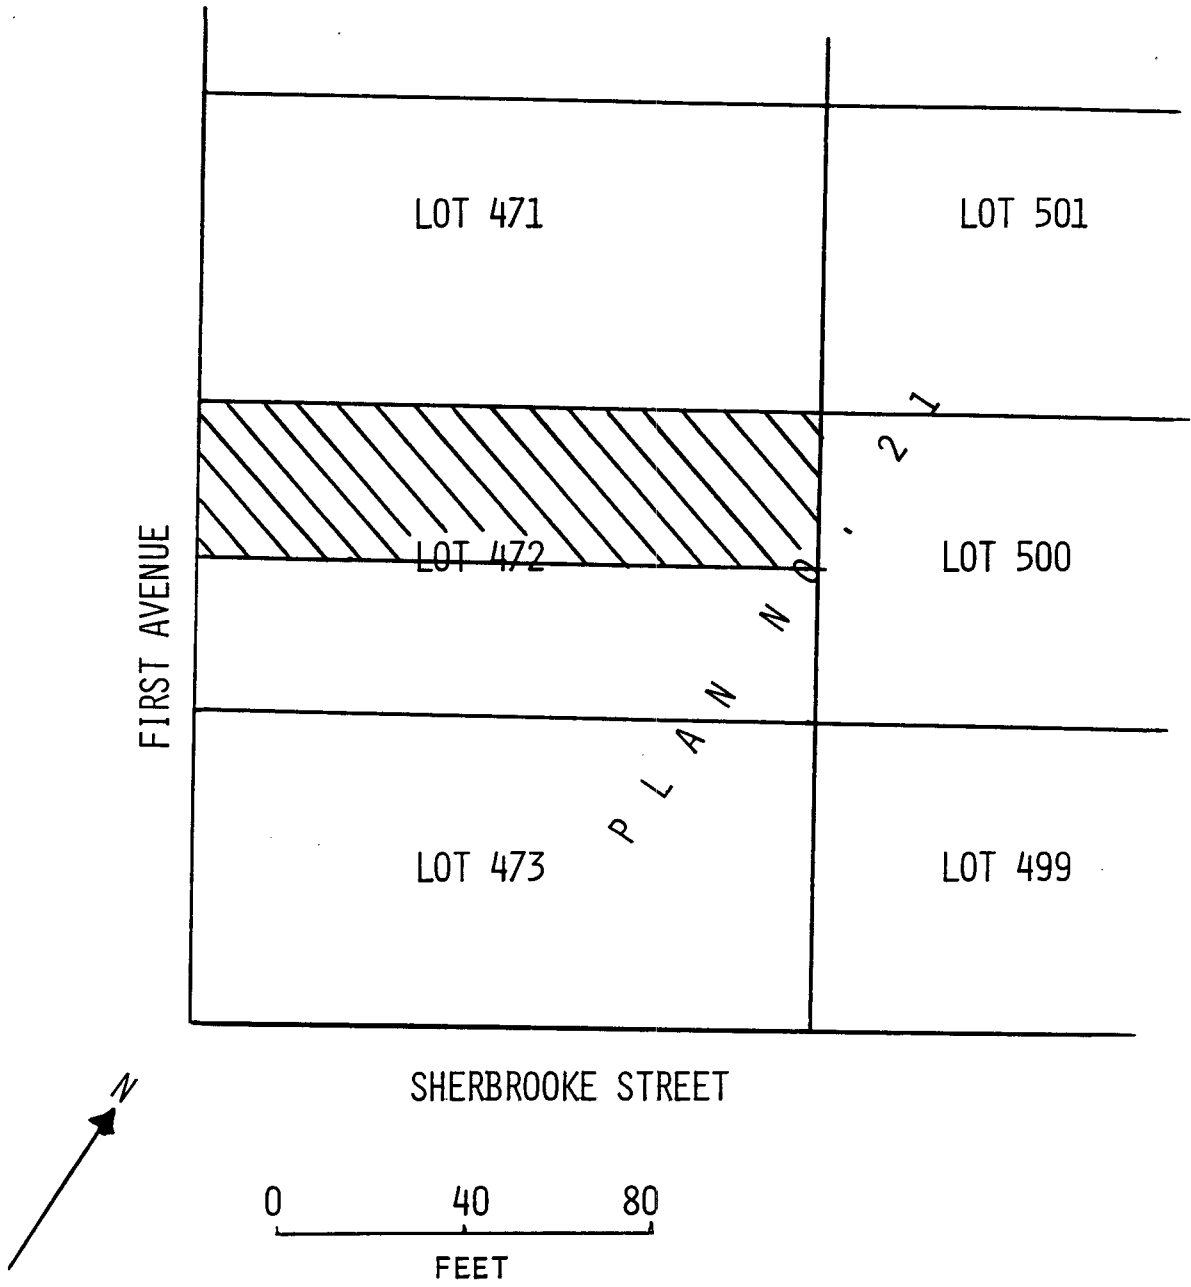 LOT 471
LOT 501
LOT 472
LOT 500
PLAN NO. 21
FIRST AVENUE
LOT 473
LOT 499
SHERBROOKE STREET
N
0 40 80
FEET